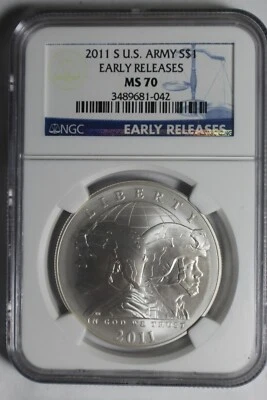 2011 S U.S. ARMY S$1
EARLY RELEASES
MS 70
3489681-042
NGC
EARLY RELEASES
LIBERTY
IN GOD WE TRUST
2011